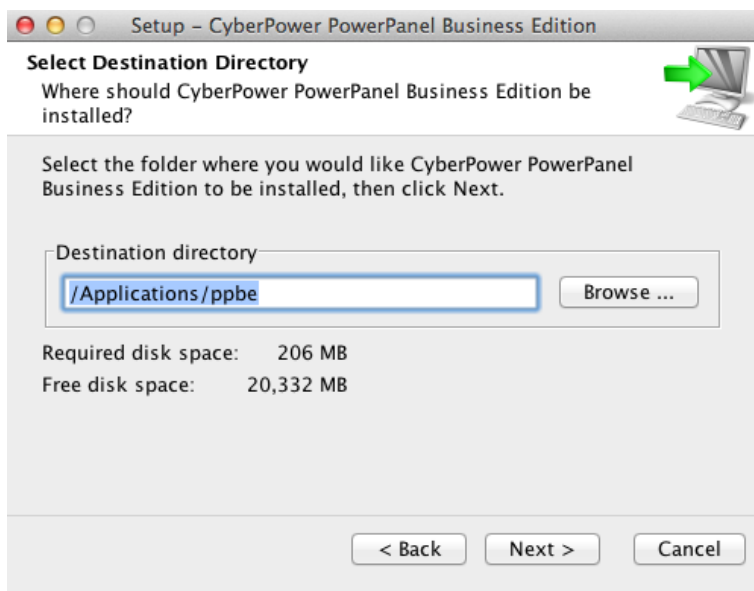 Setup – CyberPower PowerPanel Business Edition
Select Destination Directory
Where should CyberPower PowerPanel Business Edition be
installed?
Select the folder where you would like CyberPower PowerPanel
Business Edition to be installed, then click Next.
Destination directory
/Applications/ppbe
Browse ...
Required disk space: 206 MB
Free disk space: 20,332 MB
< Back Next > Cancel